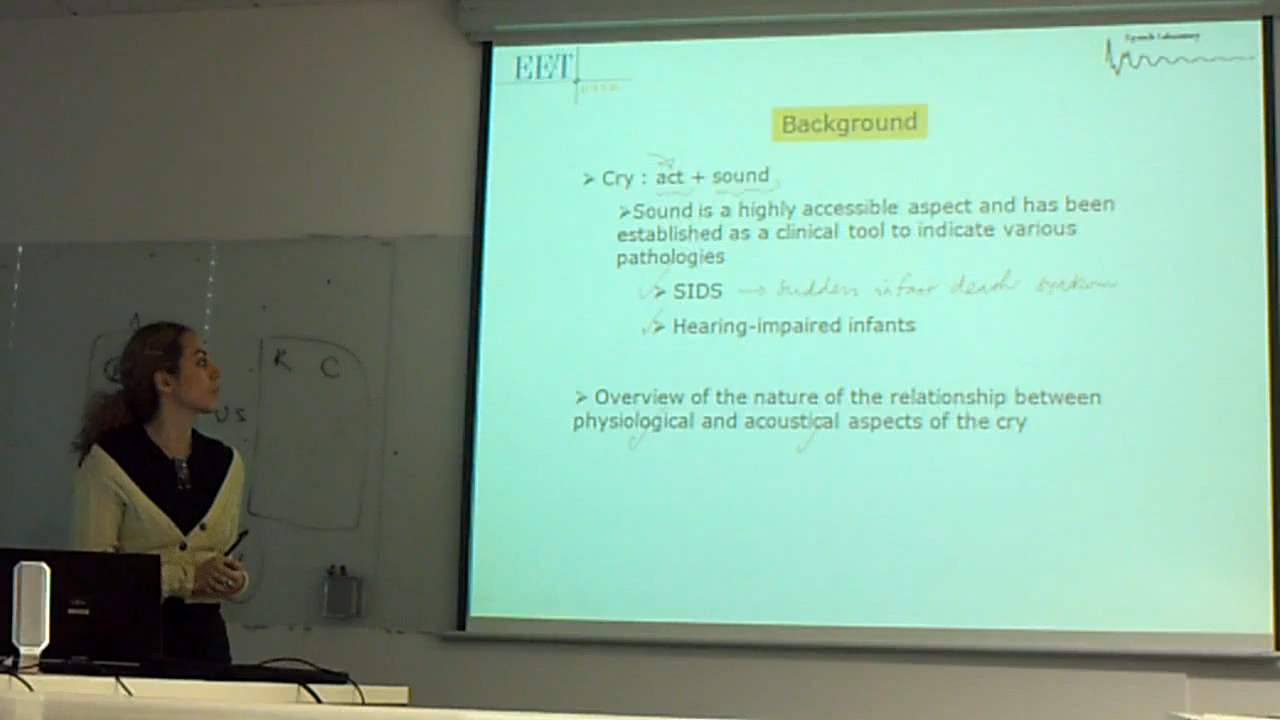 EET
Speech Laboratory
Background
➢ Cry : act + sound
➢Sound is a highly accessible aspect and has been
established as a clinical tool to indicate various
pathologies
➢ SIDS → sudden infant death syndrome
➢ Hearing-impaired infants
➢ Overview of the nature of the relationship between
physiological and acoustical aspects of the cry
R C
US